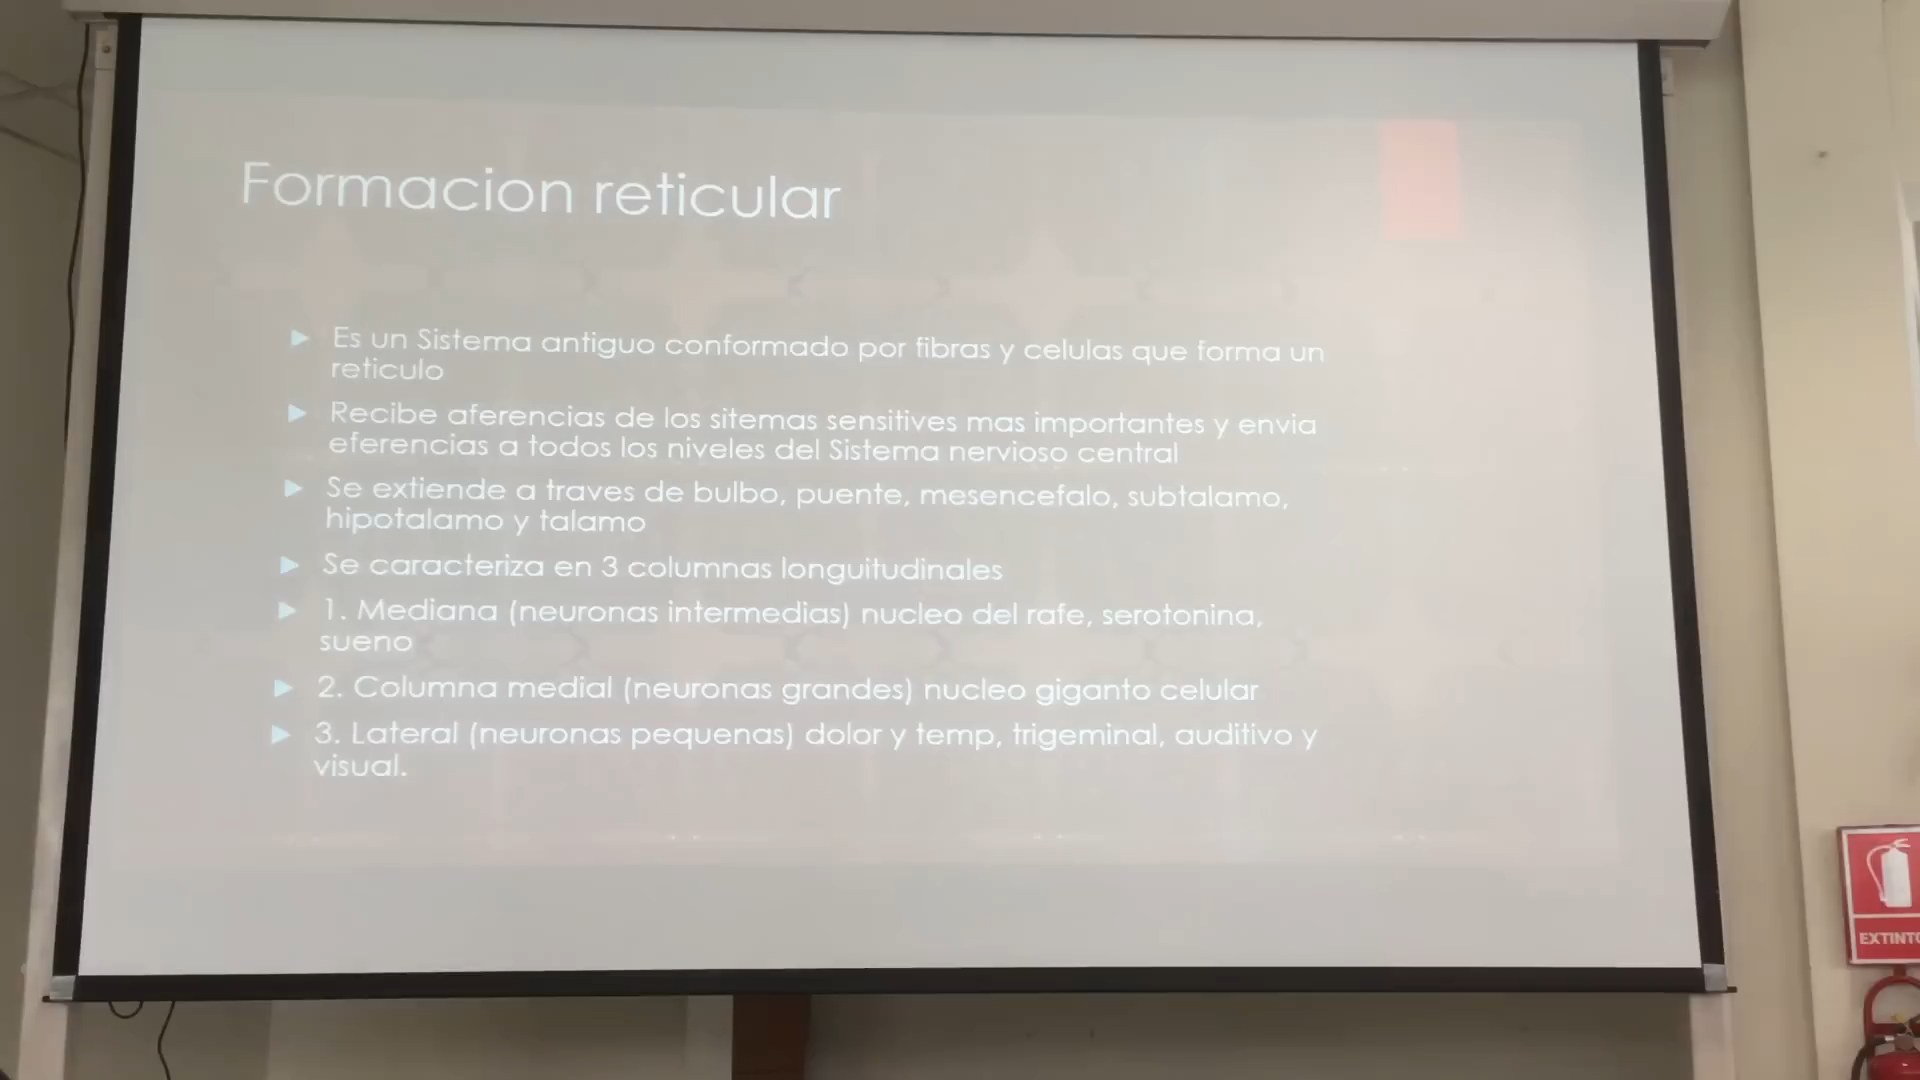 Formacion reticular
Es un Sistema antiguo conformado por fibras y celulas que forma un
reticulo
Recibe aferencias de los sitemas sensitives mas importantes y envia
eferencias a todos los niveles del Sistema nervioso central
Se extiende a traves de bulbo, puente, mesencefalo, subtalamo,
hipotalamo y talamo
Se caracteriza en 3 columnas longuitudinales
1. Mediana (neuronas intermedias) nucleo del rafe, serotonina,
sueno
2. Columna medial (neuronas grandes) nucleo giganto celular
3. Lateral (neuronas pequenas) dolor y temp, trigeminal, auditivo y
visual.
EXTINTO